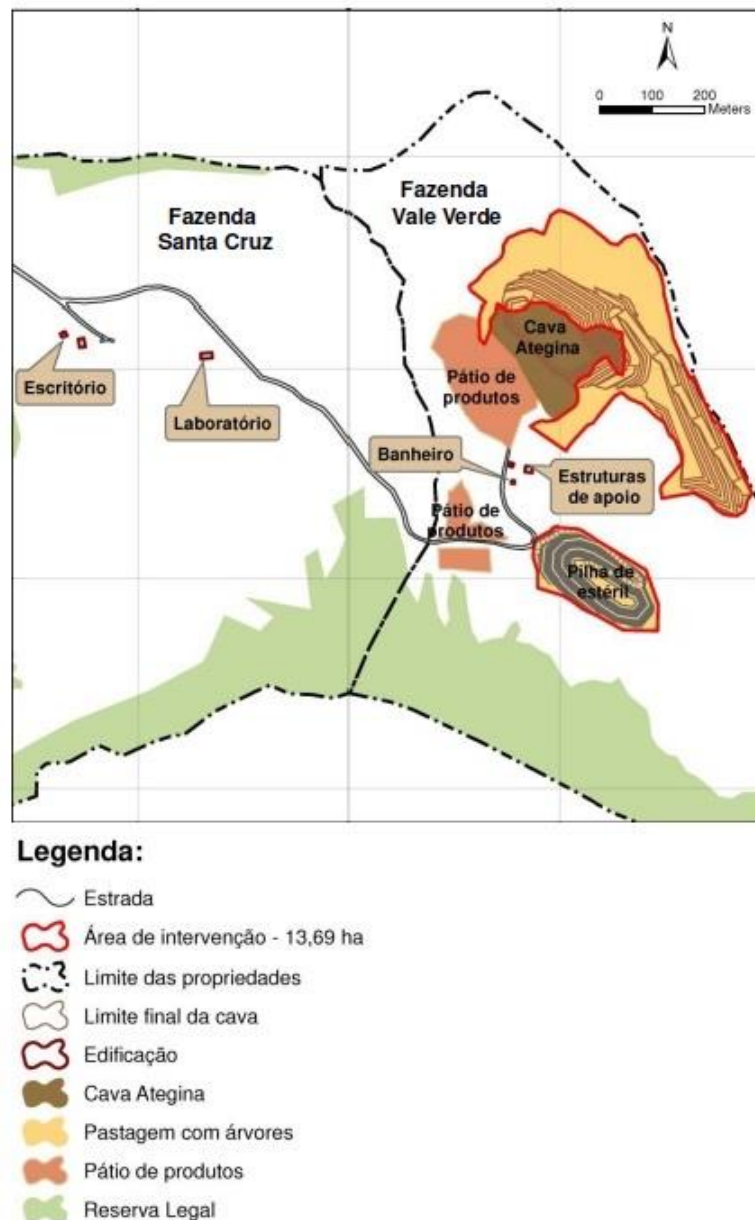 N
0 100 200
Meters
Fazenda
Santa Cruz
Fazenda
Vale Verde
Cava
Ategina
Pátio de
produtos
Escritório
Laboratório
Banheiro
Estruturas
de apoio
Pátio de
produtos
Pilha de
estéril
Legenda:
Estrada
Área de intervenção - 13,69 ha
Limite das propriedades
Limite final da cava
Edificação
Cava Ategina
Pastagem com árvores
Pátio de produtos
Reserva Legal